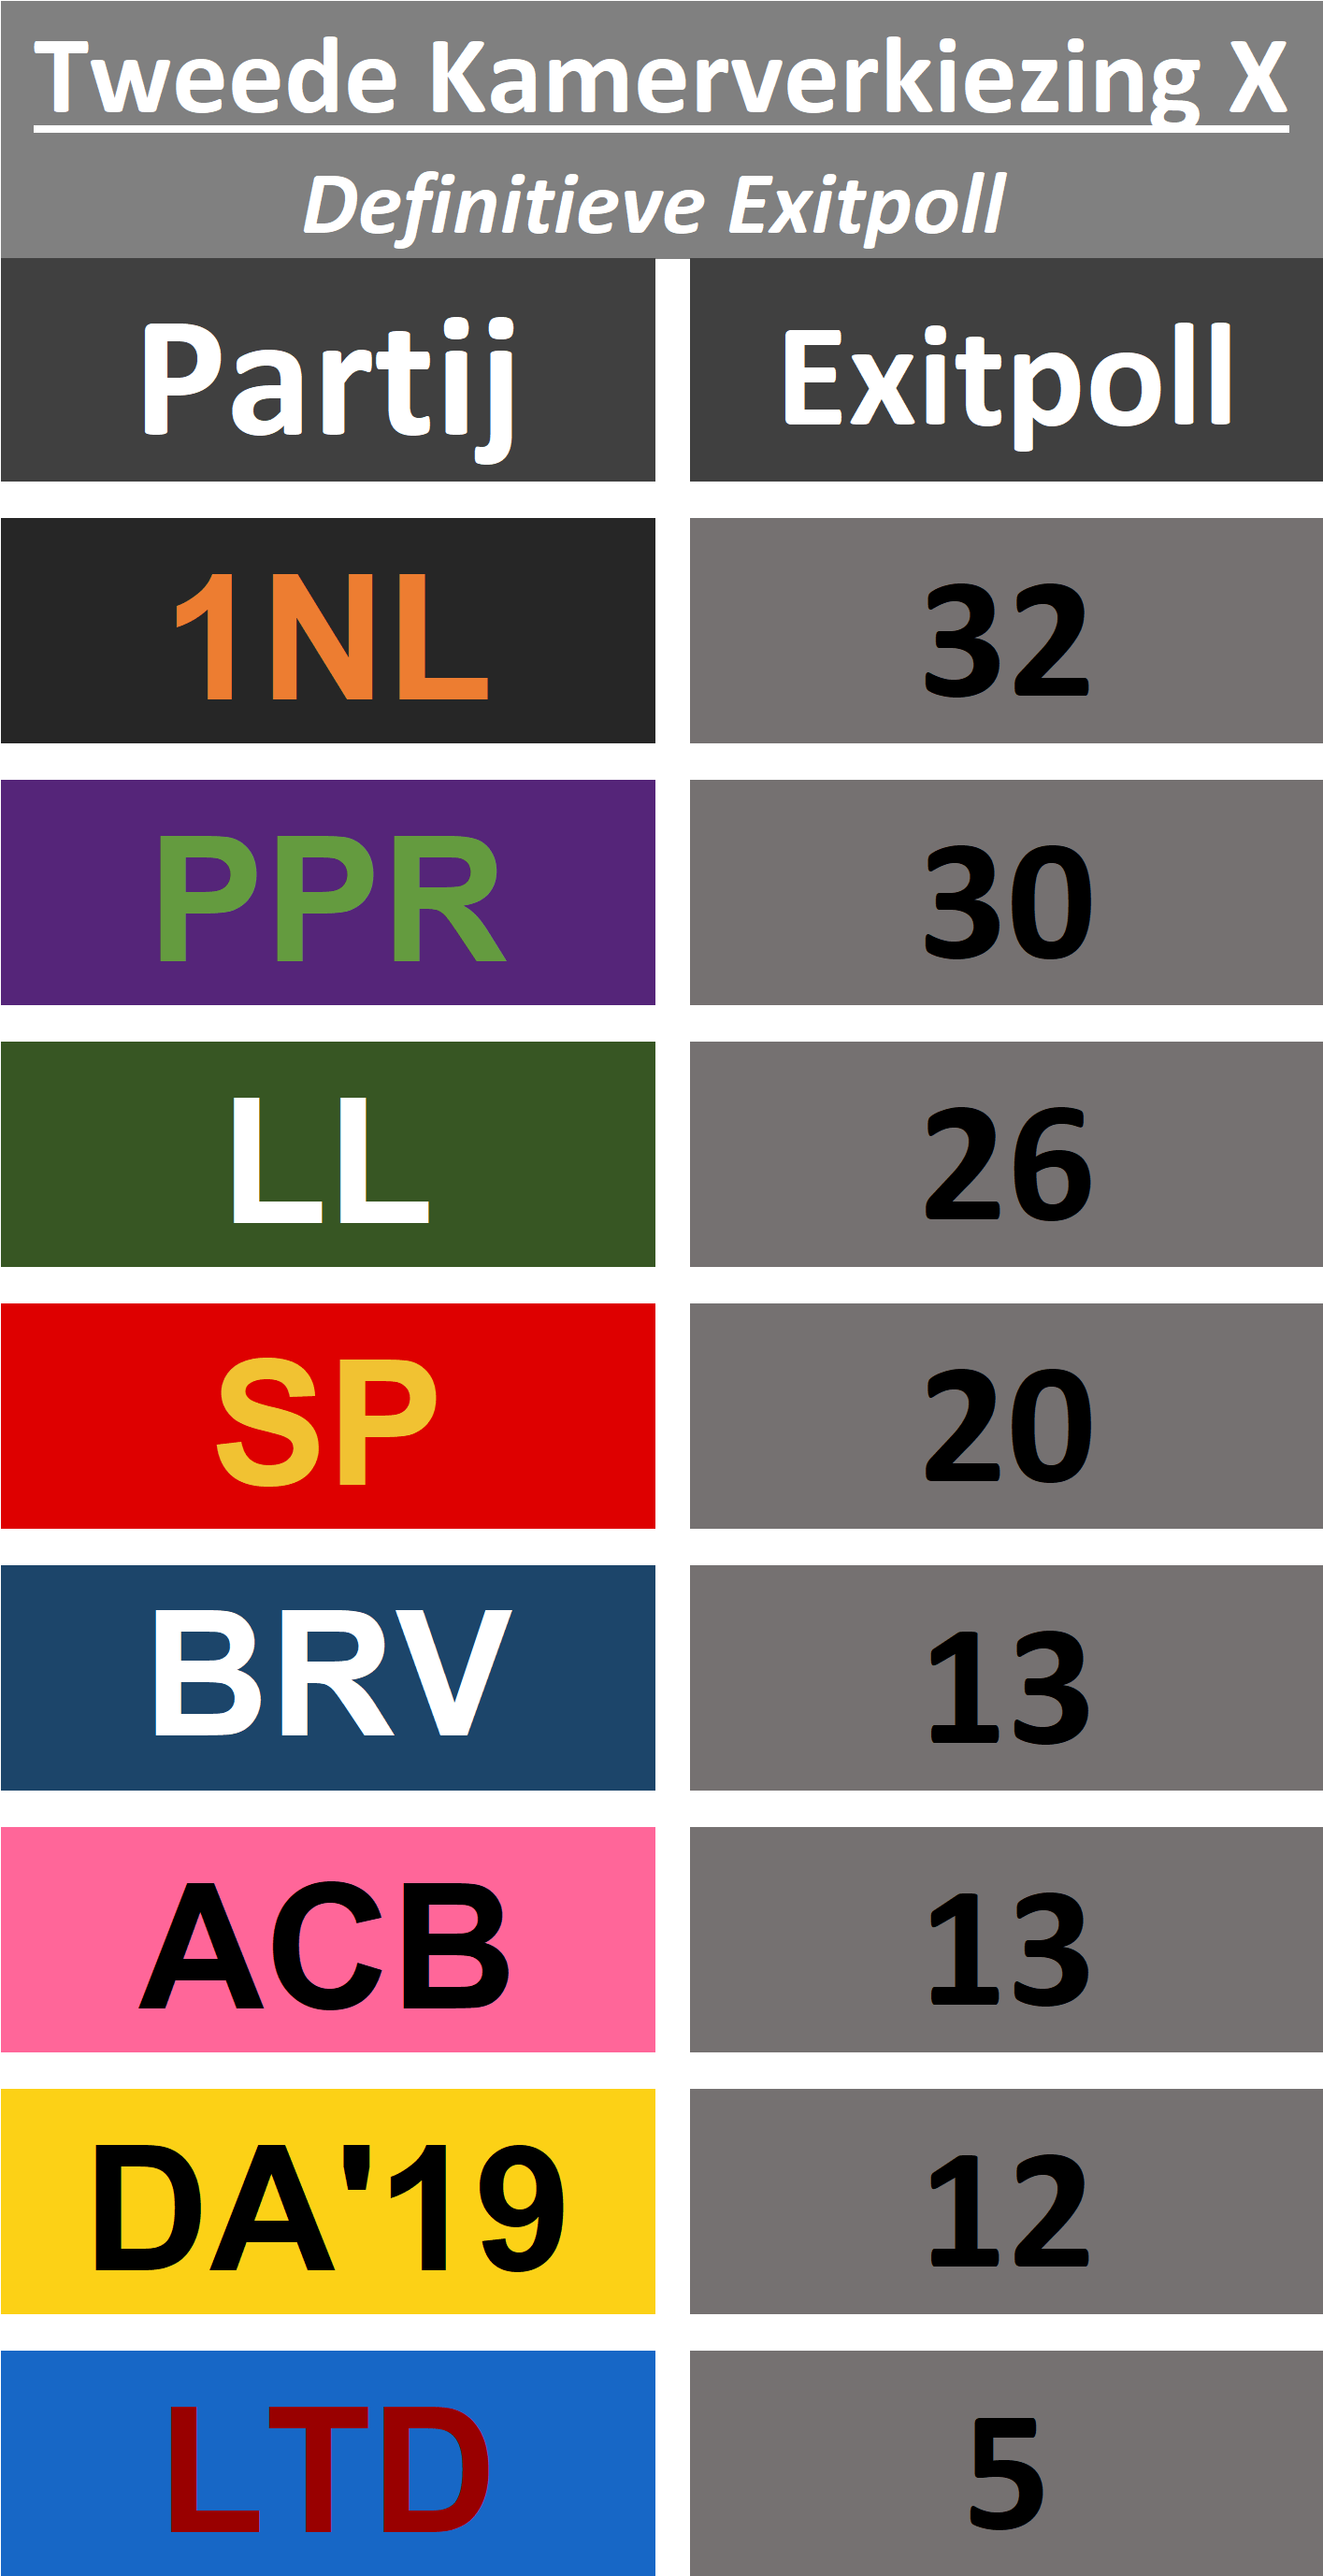 Tweede Kamerverkiezing X
Definitieve Exitpoll
Partij Exitpoll
1NL 32
PPR 30
LL 26
SP 20
BRV 13
ACB 13
DA'19 12
LTD 5